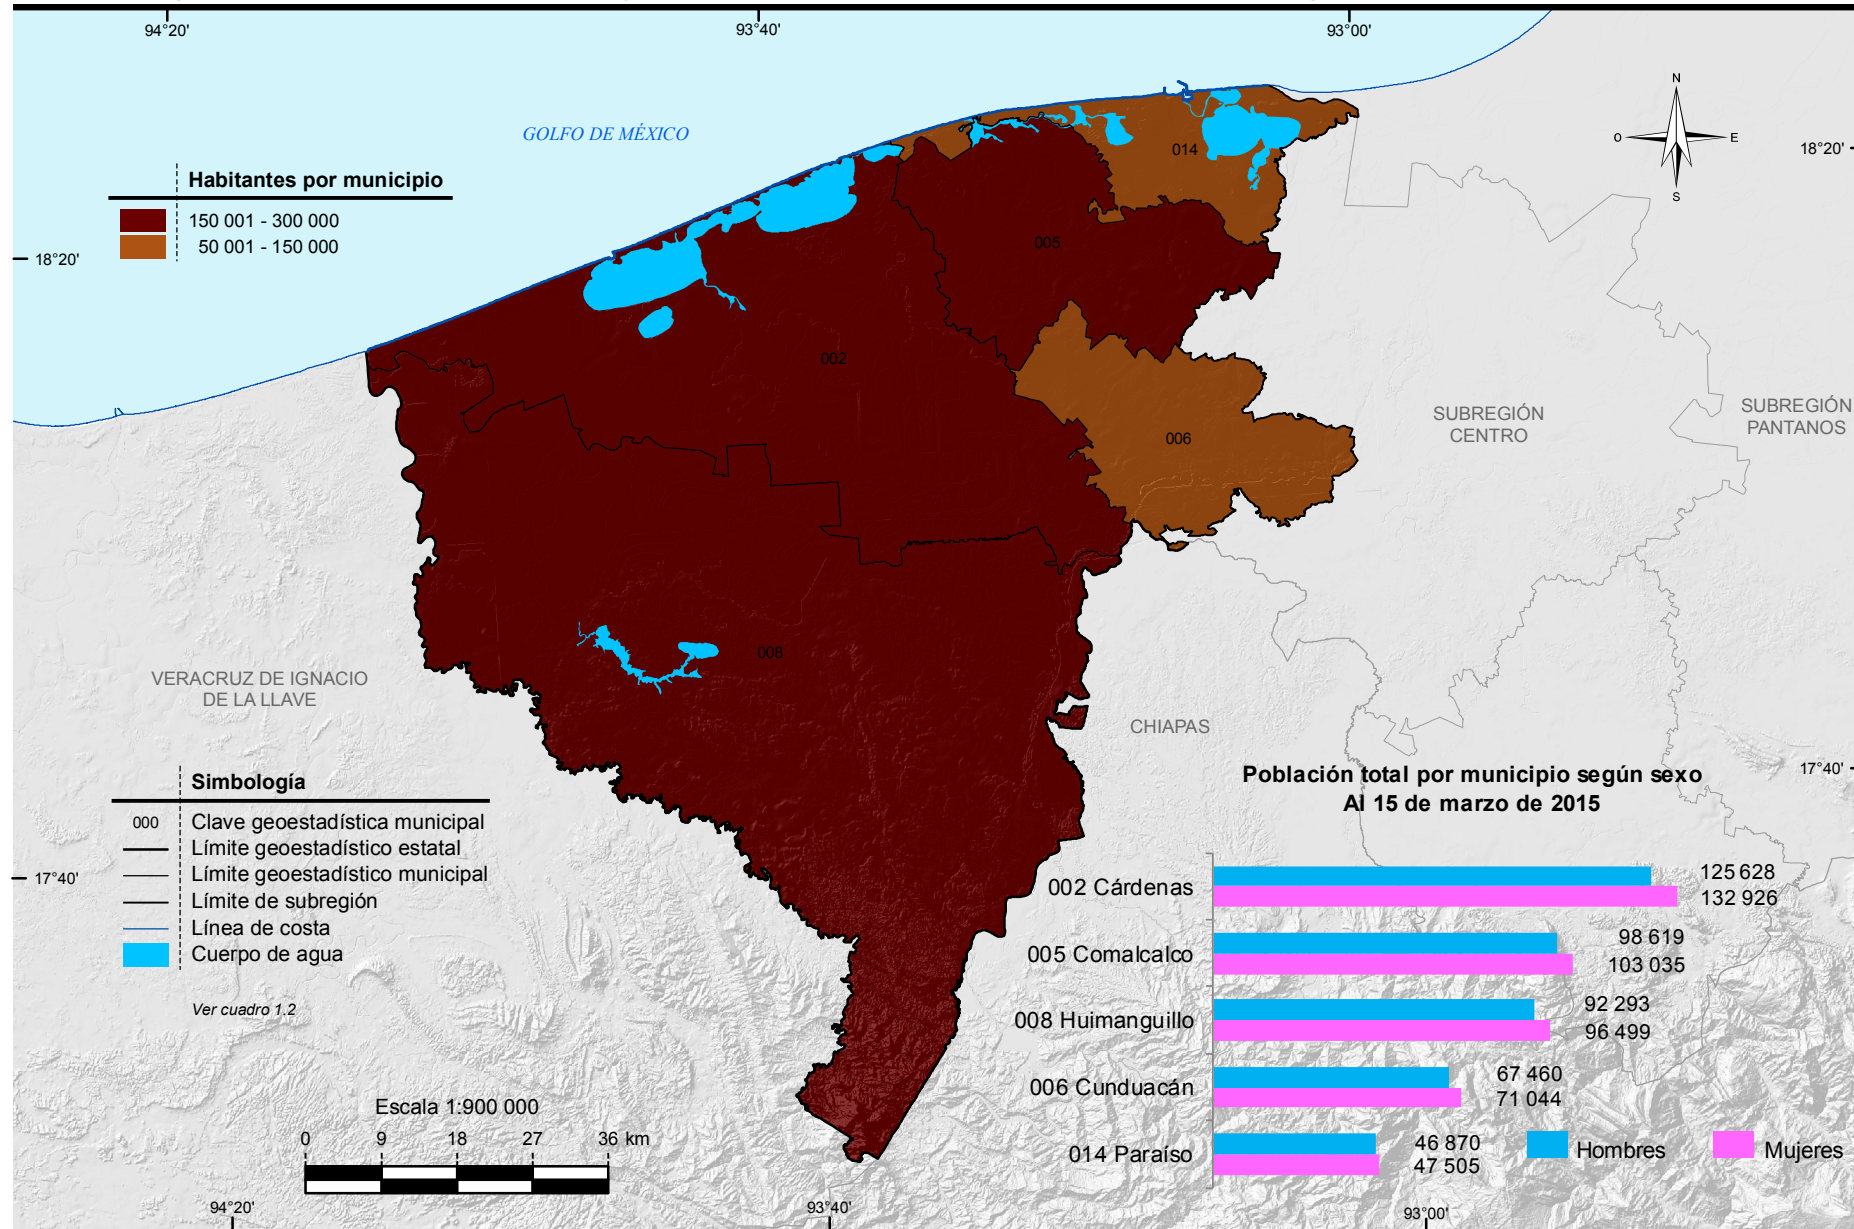 94°20'
93°40'
93°00'
GOLFO DE MÉXICO
N
O
E
S
18°20'
014
Habitantes por municipio
150 001 - 300 000
50 001 - 150 000
18°20'
005
002
006
SUBREGIÓN
CENTRO
SUBREGIÓN
PANTANOS
008
VERACRUZ DE IGNACIO
DE LA LLAVE
CHIAPAS
17°40'
Simbología
000 Clave geoestadística municipal
Límite geoestadístico estatal
Límite geoestadístico municipal
Límite de subregión
Línea de costa
Cuerpo de agua
Ver cuadro 1.2
17°40'
Población total por municipio según sexo
Al 15 de marzo de 2015
002 Cárdenas
125 628
132 926
005 Comalcalco
98 619
103 035
008 Huimanguillo
92 293
96 499
006 Cunduacán
67 460
71 044
014 Paraíso
46 870
47 505
Hombres
Mujeres
Escala 1:900 000
0 9 18 27 36 km
94°20'
93°40'
93°00'